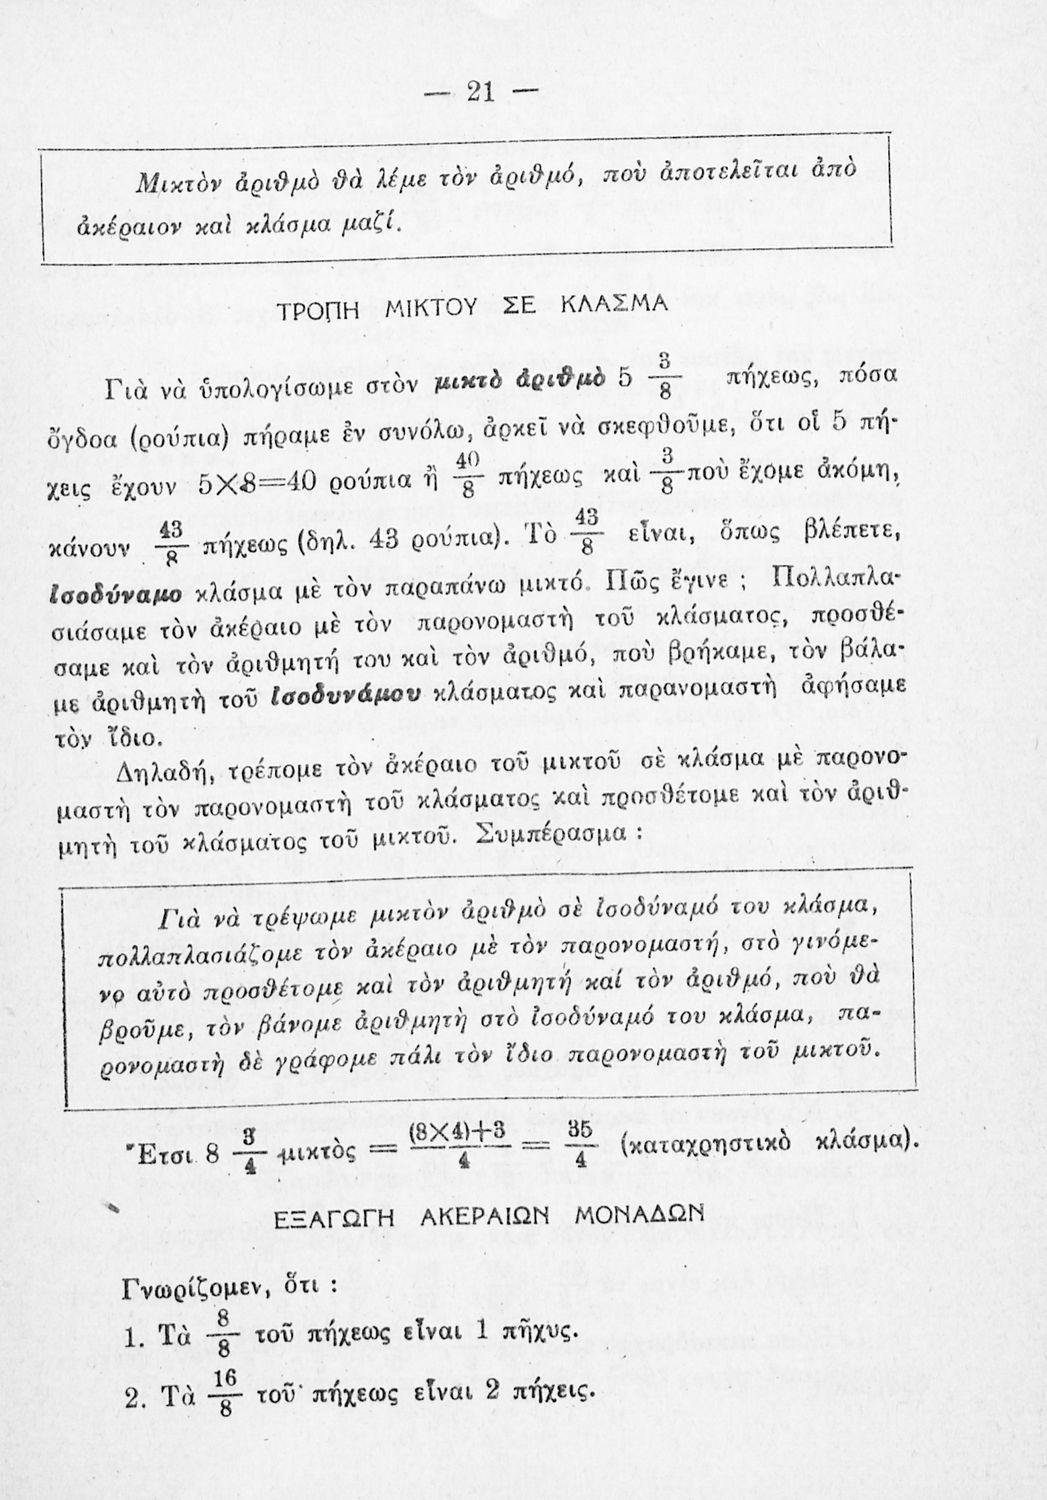 — 21 —
Μικτὸν ἀριθμὸ θὰ λέμε τὸν ἀριθμό, ποὺ ἀποτελεῖται ἀπὸ
ἀκέραιον καὶ κλάσμα μαζί.
ΤΡΟΠΗ ΜΙΚΤΟΥ ΣΕ ΚΛΑΣΜΑ
Γιὰ νὰ ὑπολογίσωμε στὸν μικτὸ ἀριθμὸ 5 3/8 πήχεως, πόσα
ὄγδοα (ρούπια) πήραμε ἐν συνόλω, ἀρκεῖ νὰ σκεφθοῦμε, ὅτι οἱ 5 πή-
χεις ἔχουν 5×8=40 ρούπια ἢ 40/8 πήχεως καὶ 3/8 ποὺ ἔχομε ἀκόμη,
κάνουν 43/8 πήχεως (δηλ. 43 ρούπια). Τὸ 43/8 εἶναι, ὅπως βλέπετε,
ἰσοδύναμο κλάσμα μὲ τὸν παραπάνω μικτό. Πῶς ἔγινε ; Πολλαπλα-
σιάσαμε τὸν ἀκέραιο μὲ τὸν παρονομαστὴ τοῦ κλάσματος, προσθέ-
σαμε καὶ τὸν ἀριθμητή του καὶ τὸν ἀριθμό, ποὺ βρήκαμε, τὸν βάλα-
με ἀριθμητὴ τοῦ ἰσοδυνάμου κλάσματος καὶ παρανομαστὴ ἀφήσαμε
τὸν ἴδιο.
Δηλαδή, τρέπομε τὸν ἀκέραιο τοῦ μικτοῦ σὲ κλάσμα μὲ παρονο-
μαστὴ τὸν παρονομαστὴ τοῦ κλάσματος καὶ προσθέτομε καὶ τὸν ἀριθ-
μητὴ τοῦ κλάσματος τοῦ μικτοῦ. Συμπέρασμα :
Γιὰ νὰ τρέψωμε μικτὸν ἀριθμὸ σὲ ἰσοδύναμό του κλάσμα,
πολλαπλασιάζομε τὸν ἀκέραιο μὲ τὸν παρονομαστή, στὸ γινόμε-
νο αὐτὸ προσθέτομε καὶ τὸν ἀριθμητή καί τὸν ἀριθμό, ποὺ θὰ
βροῦμε, τὸν βάνομε ἀριθμητὴ στὸ ἰσοδύναμό του κλάσμα, πα-
ρονομαστὴ δὲ γράφομε πάλι τὸν ἴδιο παρονομαστὴ τοῦ μικτοῦ.
Ἔτσι 8 3/4 μικτὸς = (8×4)+3/4 = 35/4 (καταχρηστικὸ κλάσμα).
ΕΞΑΓΩΓΗ ΑΚΕΡΑΙΩΝ ΜΟΝΑΔΩΝ
Γνωρίζομεν, ὅτι :
1. Τὰ 8/8 τοῦ πήχεως εἶναι 1 πῆχυς.
2. Τὰ 16/8 τοῦ πήχεως εἶναι 2 πήχεις.